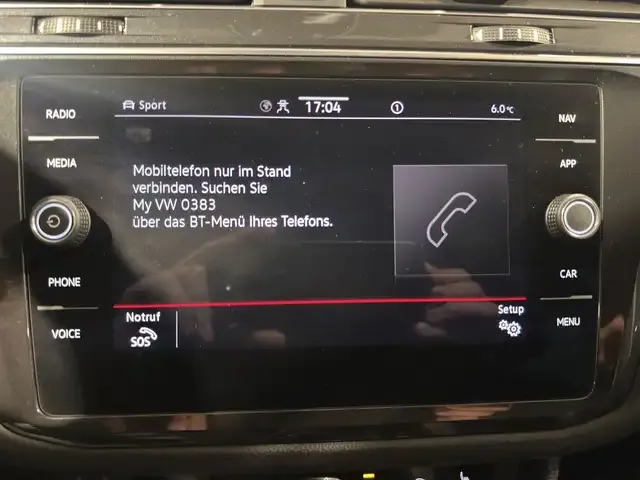 Sport
17:04
6.0°C
RADIO
MEDIA
PHONE
VOICE
Mobiltelefon nur im Stand
verbinden. Suchen Sie
My VW 0383
über das BT-Menü Ihres Telefons.
Notruf
SOS
Setup
NAV
APP
CAR
MENU